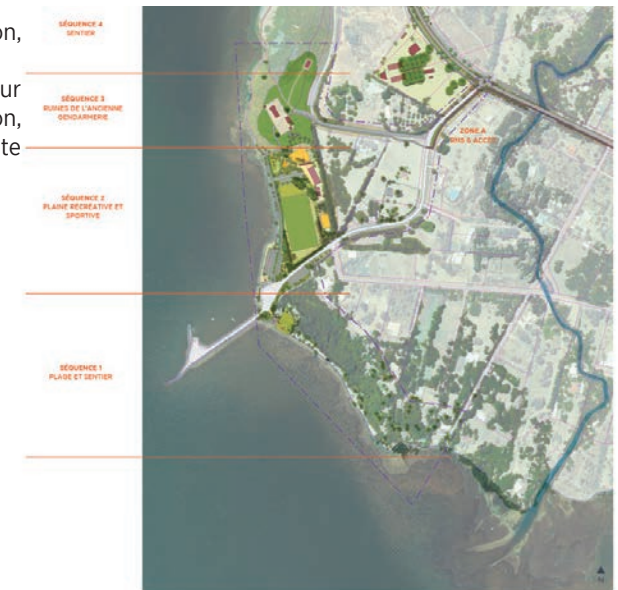 on,
ur
on,
te
SÉQUENCE 4
SENTIER
SÉQUENCE 3
RUINES DE L'ANCIENNE
GENDARMERIE
SÉQUENCE 2
PLAINE RÉCRÉATIVE ET
SPORTIVE
SÉQUENCE 1
PLAGE ET SENTIER
ZONE A
RN5 & ACCÈS
N